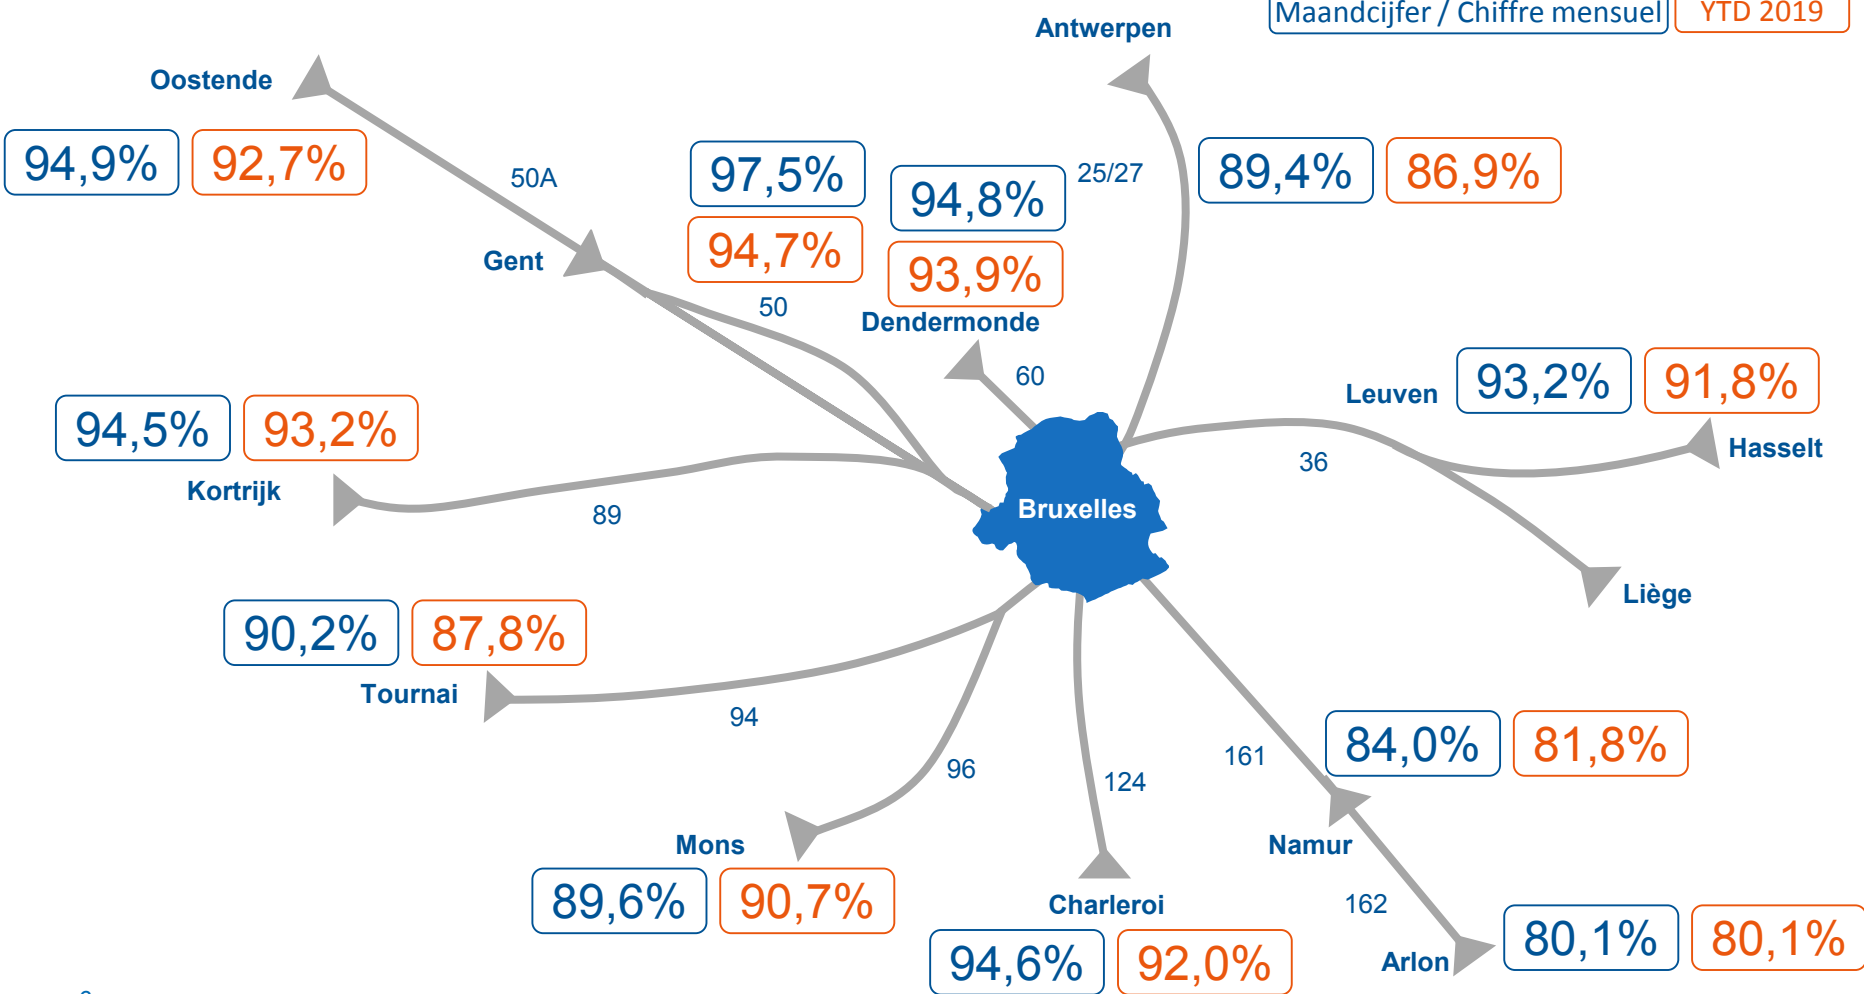 Maandcijfer / Chiffre mensuel
YTD 2019
Antwerpen
Oostende
94,9%
92,7%
50A
97,5%
94,7%
50
94,8%
93,9%
25/27
89,4%
86,9%
Gent
Dendermonde
60
Leuven
93,2%
91,8%
Hasselt
36
94,5%
93,2%
Kortrijk
89
Bruxelles
Liège
90,2%
87,8%
Tournai
94
96
124
161
84,0%
81,8%
Mons
89,6%
90,7%
Namur
Charleroi
94,6%
92,0%
162
Arlon
80,1%
80,1%